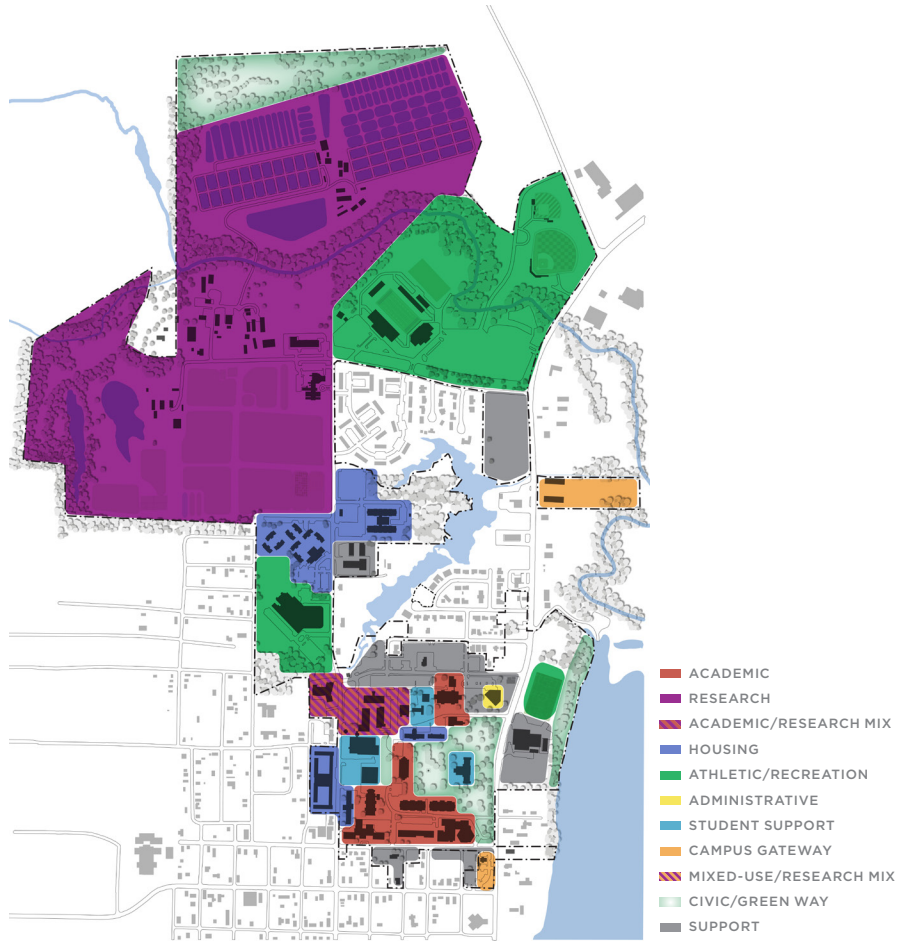 ACADEMIC
RESEARCH
ACADEMIC/RESEARCH MIX
HOUSING
ATHLETIC/RECREATION
ADMINISTRATIVE
STUDENT SUPPORT
CAMPUS GATEWAY
MIXED-USE/RESEARCH MIX
CIVIC/GREEN WAY
SUPPORT